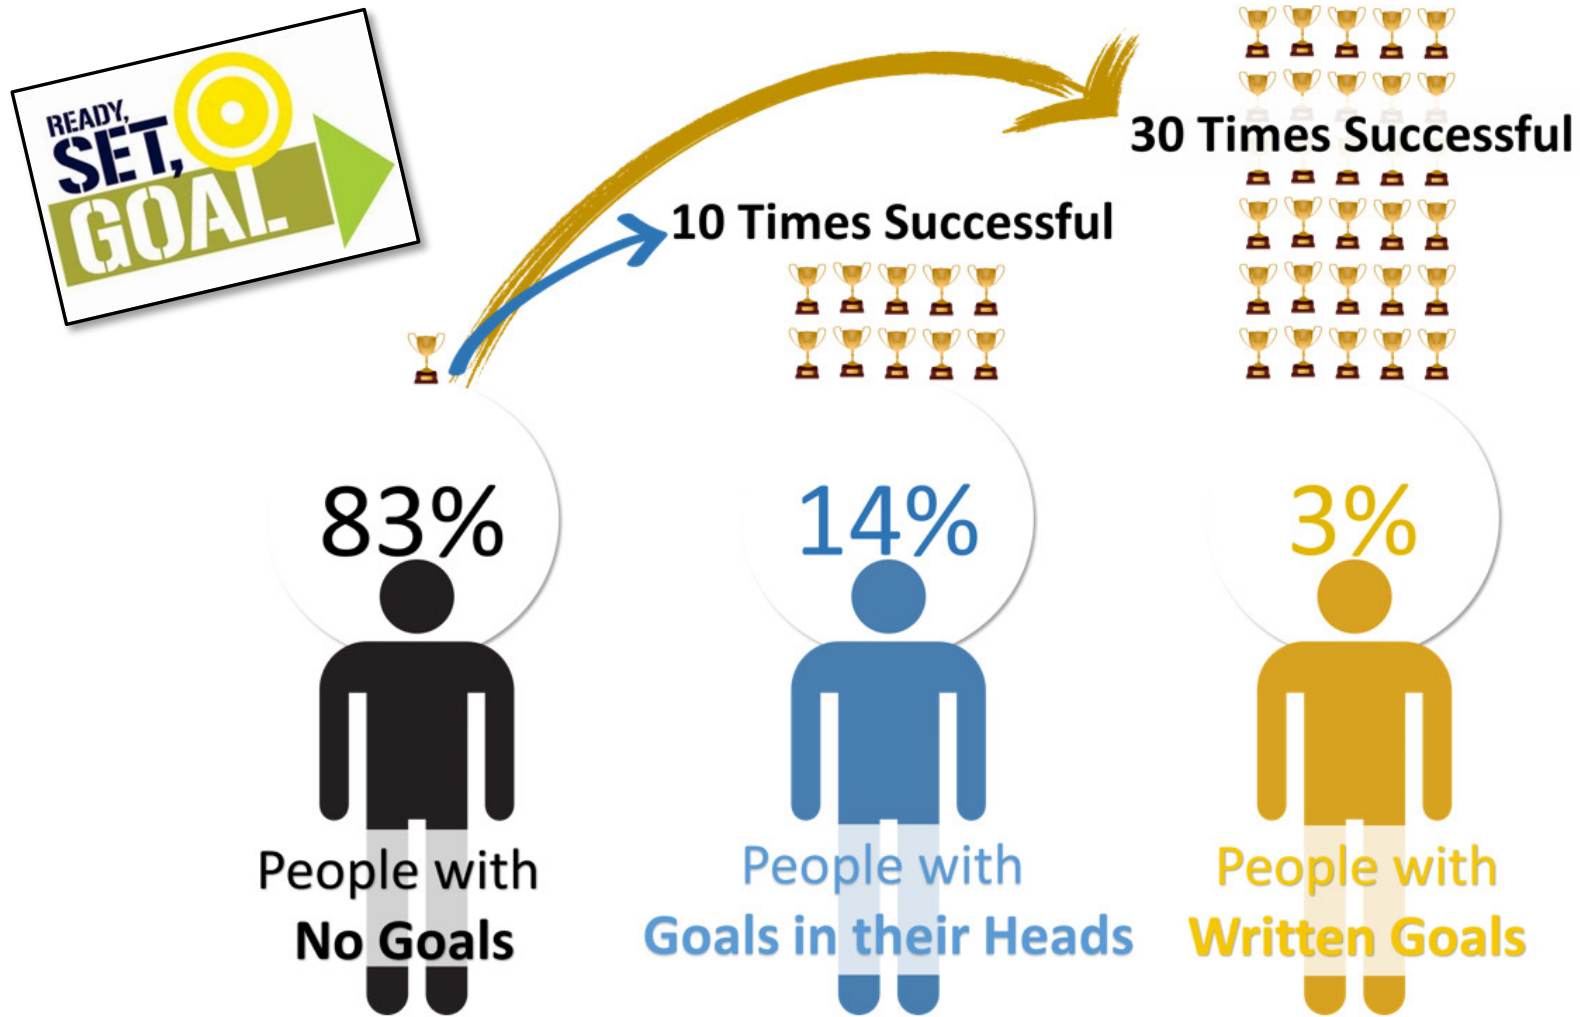 READY,
SET,
GOAL
30 Times Successful
10 Times Successful
83%
14%
3%
People with
No Goals
People with
Goals in their Heads
People with
Written Goals